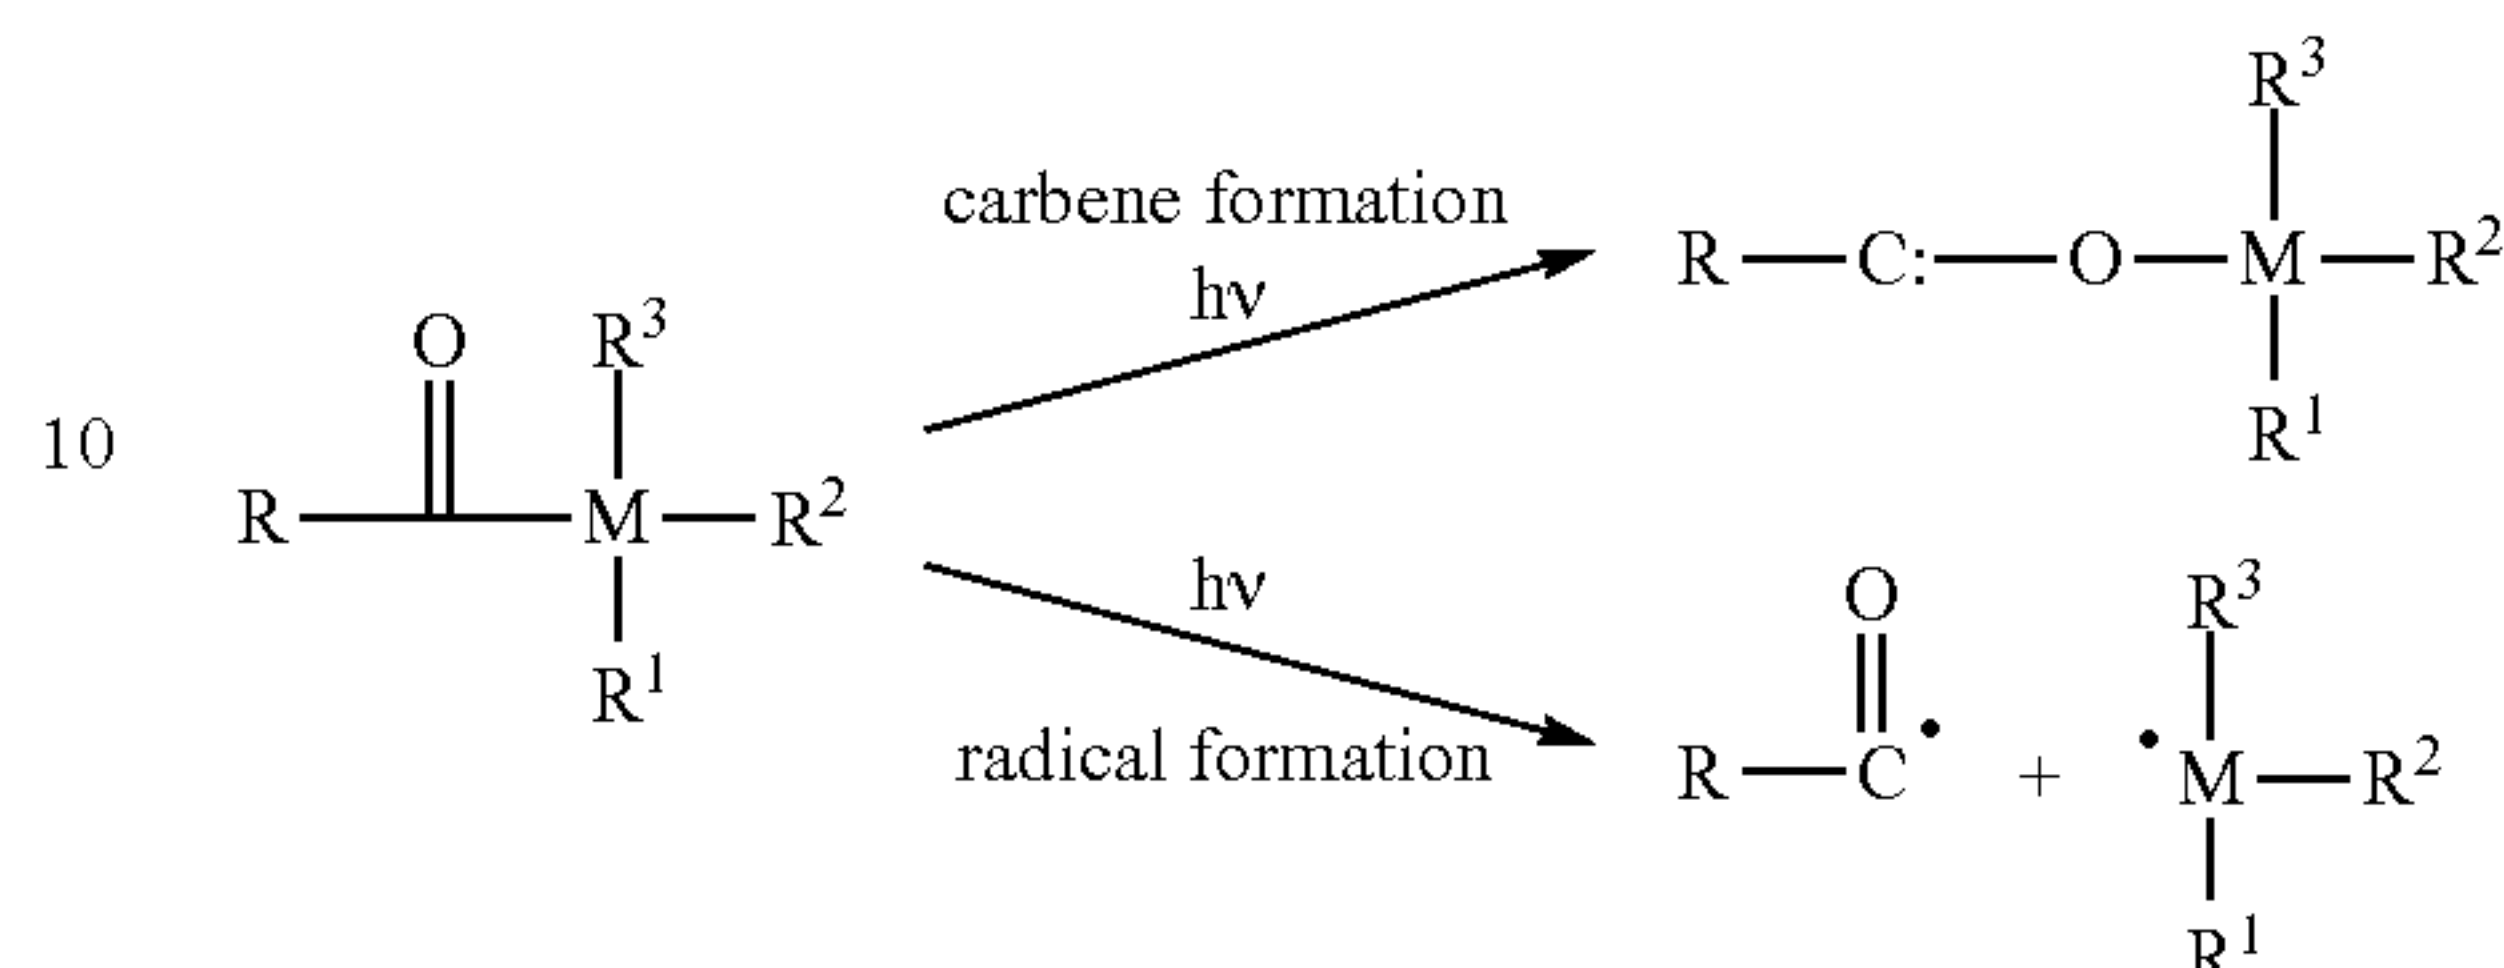 carbene formation
hν
R—C:—O—M—R²
R³
R¹
10
O
R³
R
M
R²
R¹
hν
radical formation
O
R—C•
+
R³
•M—R²
R¹